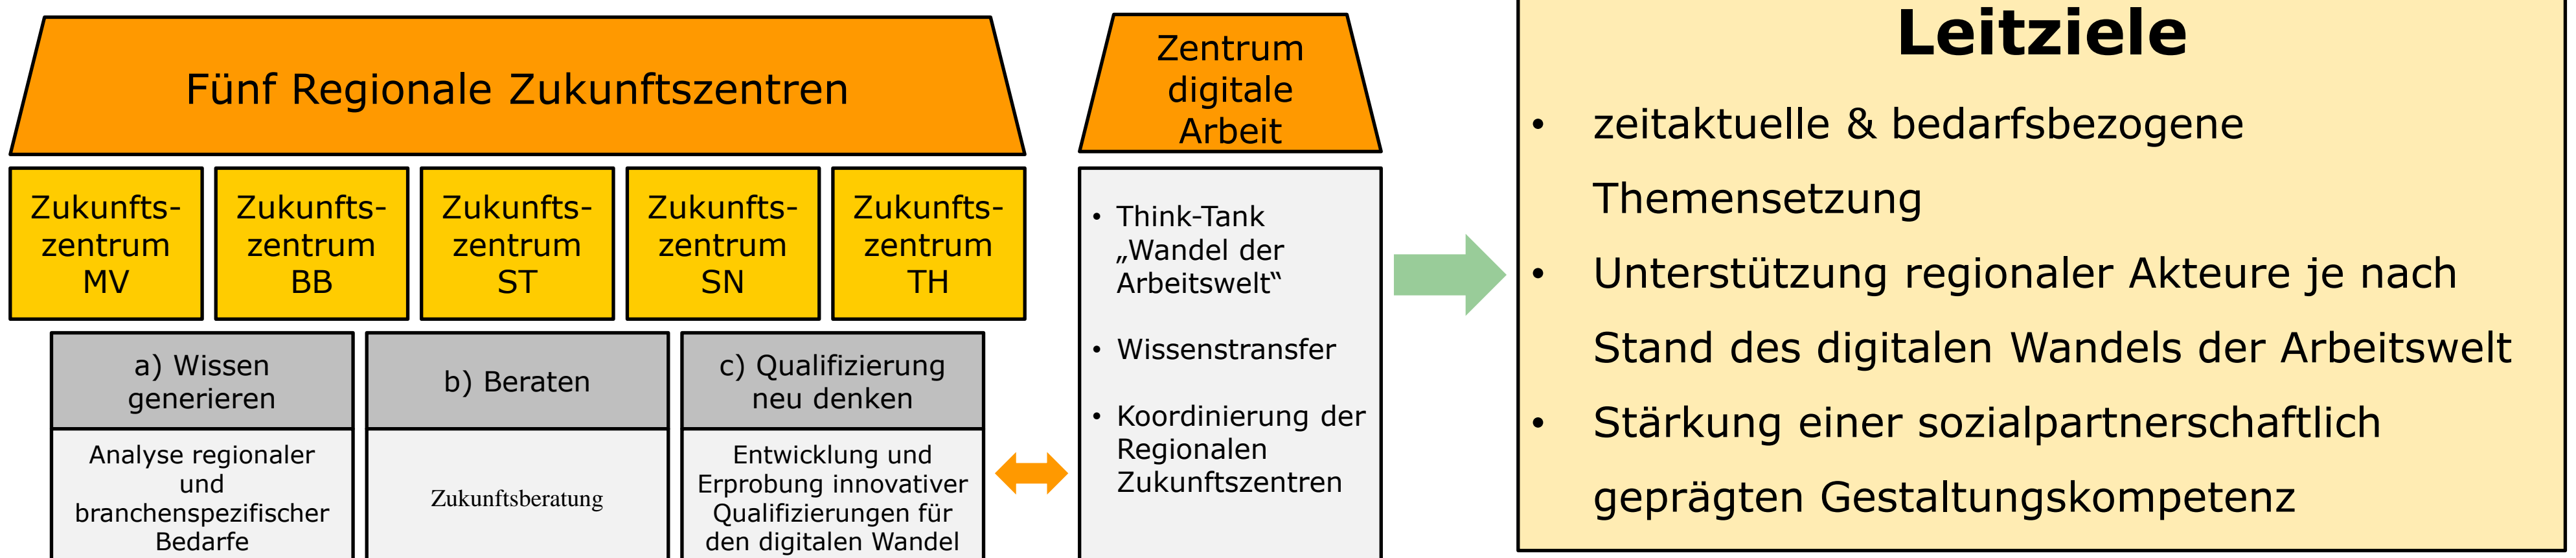 Fünf Regionale Zukunftszentren
Zukunfts-
zentrum
MV
Zukunfts-
zentrum
BB
Zukunfts-
zentrum
ST
Zukunfts-
zentrum
SN
Zukunfts-
zentrum
TH
a) Wissen
generieren
b) Beraten
c) Qualifizierung
neu denken
Analyse regionaler
und
branchenspezifischer
Bedarfe
Zukunftsberatung
Entwicklung und
Erprobung innovativer
Qualifizierungen für
den digitalen Wandel
Zentrum
digitale
Arbeit
• Think-Tank
„Wandel der
Arbeitswelt“
• Wissenstransfer
• Koordinierung der
Regionalen
Zukunftszentren
Leitziele
• zeitaktuelle & bedarfsbezogene
Themensetzung
• Unterstützung regionaler Akteure je nach
Stand des digitalen Wandels der Arbeitswelt
• Stärkung einer sozialpartnerschaftlich
geprägten Gestaltungskompetenz